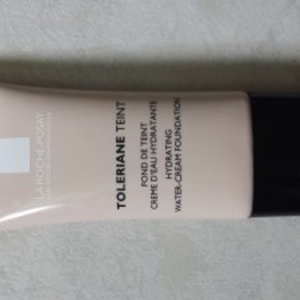 LA ROCHE-POSAY
TOLERIANE TEINT
FOND DE TEINT
CRÈME D'EAU HYDRATANTE
HYDRATING
WATER-CREAM FOUNDATION